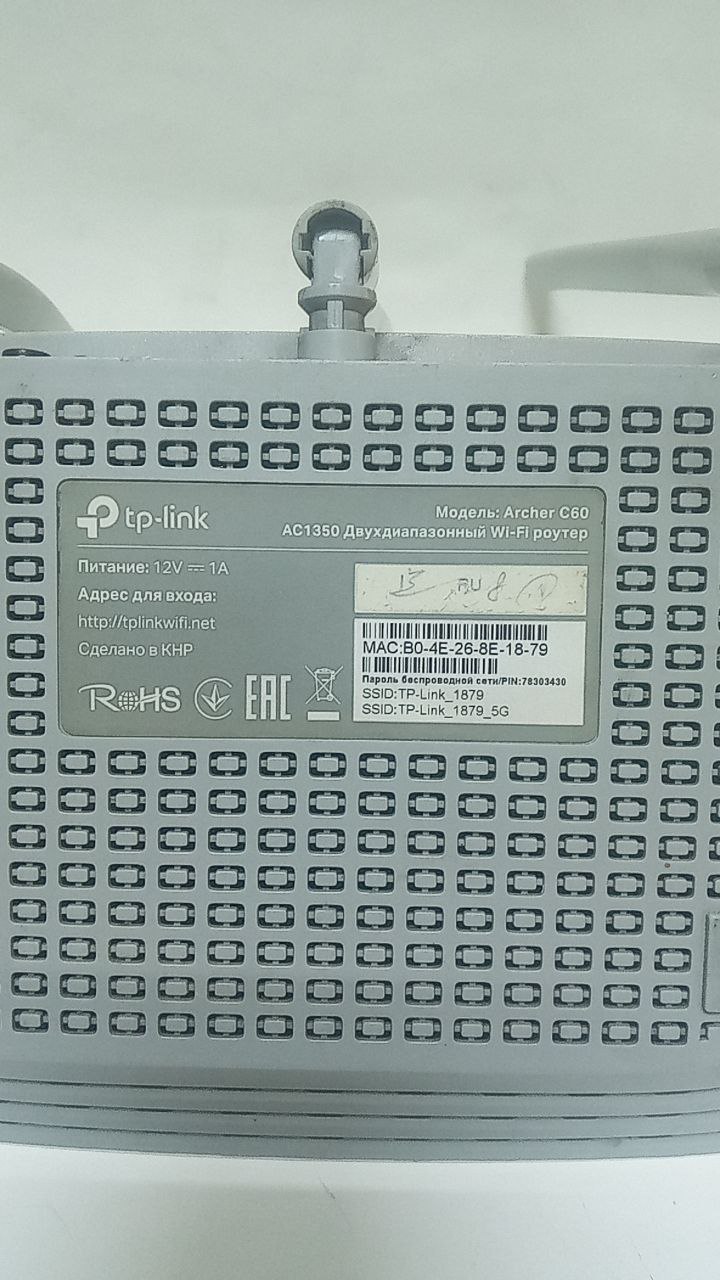 tp-link
Модель: Archer C60
AC1350 Двухдиапазонный Wi-Fi роутер
Питание: 12V ⎓ 1A
Адрес для входа:
http://tplinkwifi.net
Сделано в КНР
RoHS
EAC
RU 8
MAC:B0-4E-26-8E-18-79
Пароль беспроводной сети/PIN:78303430
SSID:TP-Link_1879
SSID:TP-Link_1879_5G